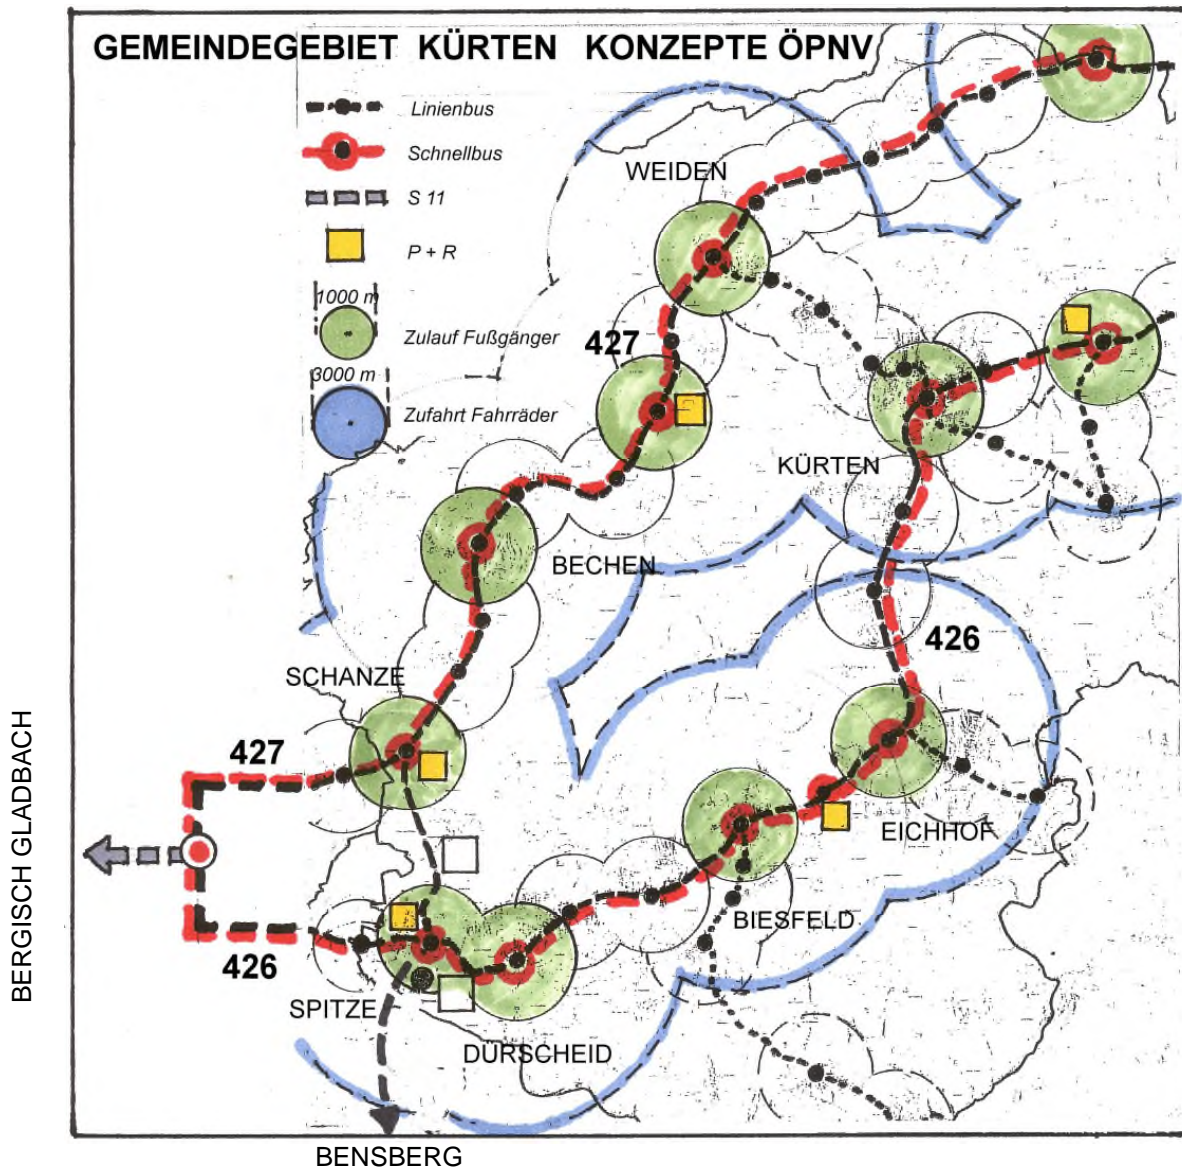 GEMEINDEGEBIET KÜRTEN KONZEPTE ÖPNV
Linienbus
Schnellbus
S 11
P + R
1000 m
Zulauf Fußgänger
3000 m
Zufahrt Fahrräder
WEIDEN
427
KÜRTEN
BECHEN
426
SCHANZE
427
EICHHOF
BIESFELD
426
SPITZE
DÜRSCHEID
BERGISCH GLADBACH
BENSBERG